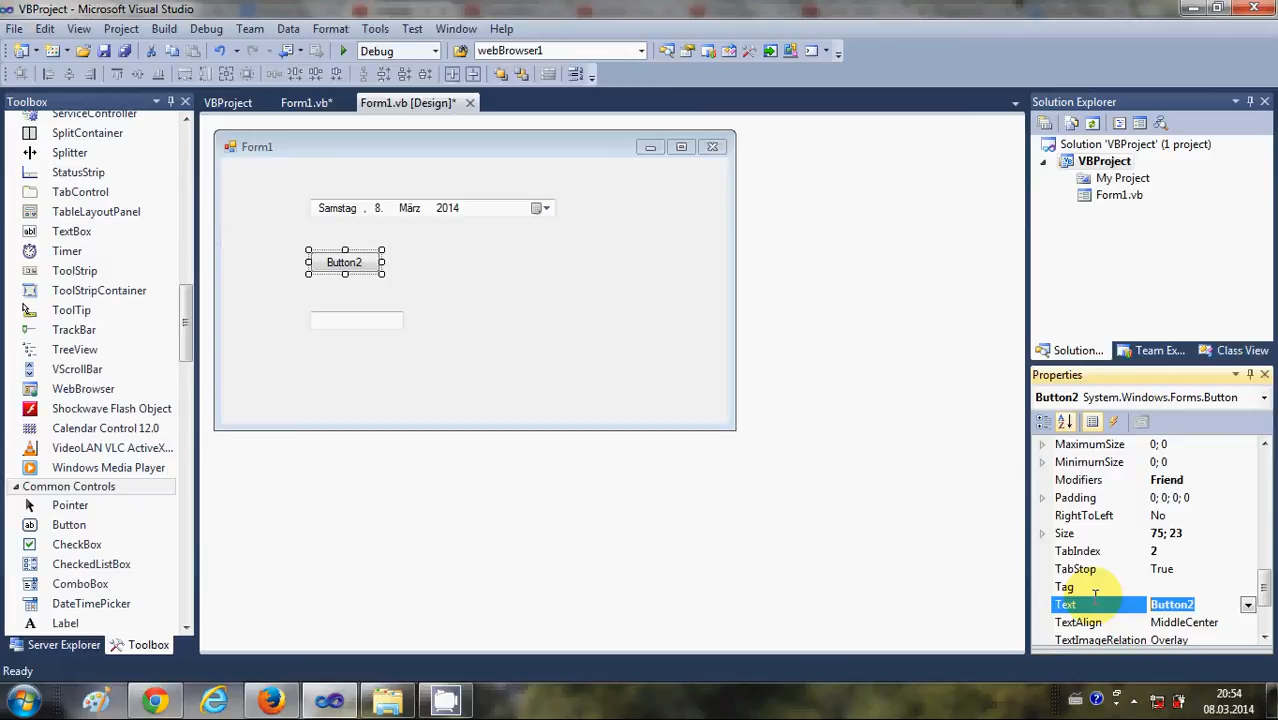 VBProject - Microsoft Visual Studio
File Edit View Project Build Debug Team Data Format Tools Test Window Help
Debug
webBrowser1
Toolbox
ServiceController
SplitContainer
Splitter
StatusStrip
TabControl
TableLayoutPanel
TextBox
Timer
ToolStrip
ToolStripContainer
ToolTip
TrackBar
TreeView
VScrollBar
WebBrowser
Shockwave Flash Object
Calendar Control 12.0
VideoLAN VLC ActiveX...
Windows Media Player
Common Controls
Pointer
Button
CheckBox
CheckedListBox
ComboBox
DateTimePicker
Label
Server Explorer
Toolbox
VBProject
Form1.vb*
Form1.vb [Design]*
Form1
Samstag , 8. März 2014
Button2
Solution Explorer
Solution 'VBProject' (1 project)
VBProject
My Project
Form1.vb
Solution...
Team Ex...
Class View
Properties
Button2 System.Windows.Forms.Button
MaximumSize 0; 0
MinimumSize 0; 0
Modifiers Friend
Padding 0; 0; 0; 0
RightToLeft No
Size 75; 23
TabIndex 2
TabStop True
Tag
Text Button2
TextAlign MiddleCenter
TextImageRelation Overlay
Ready
20:54
08.03.2014